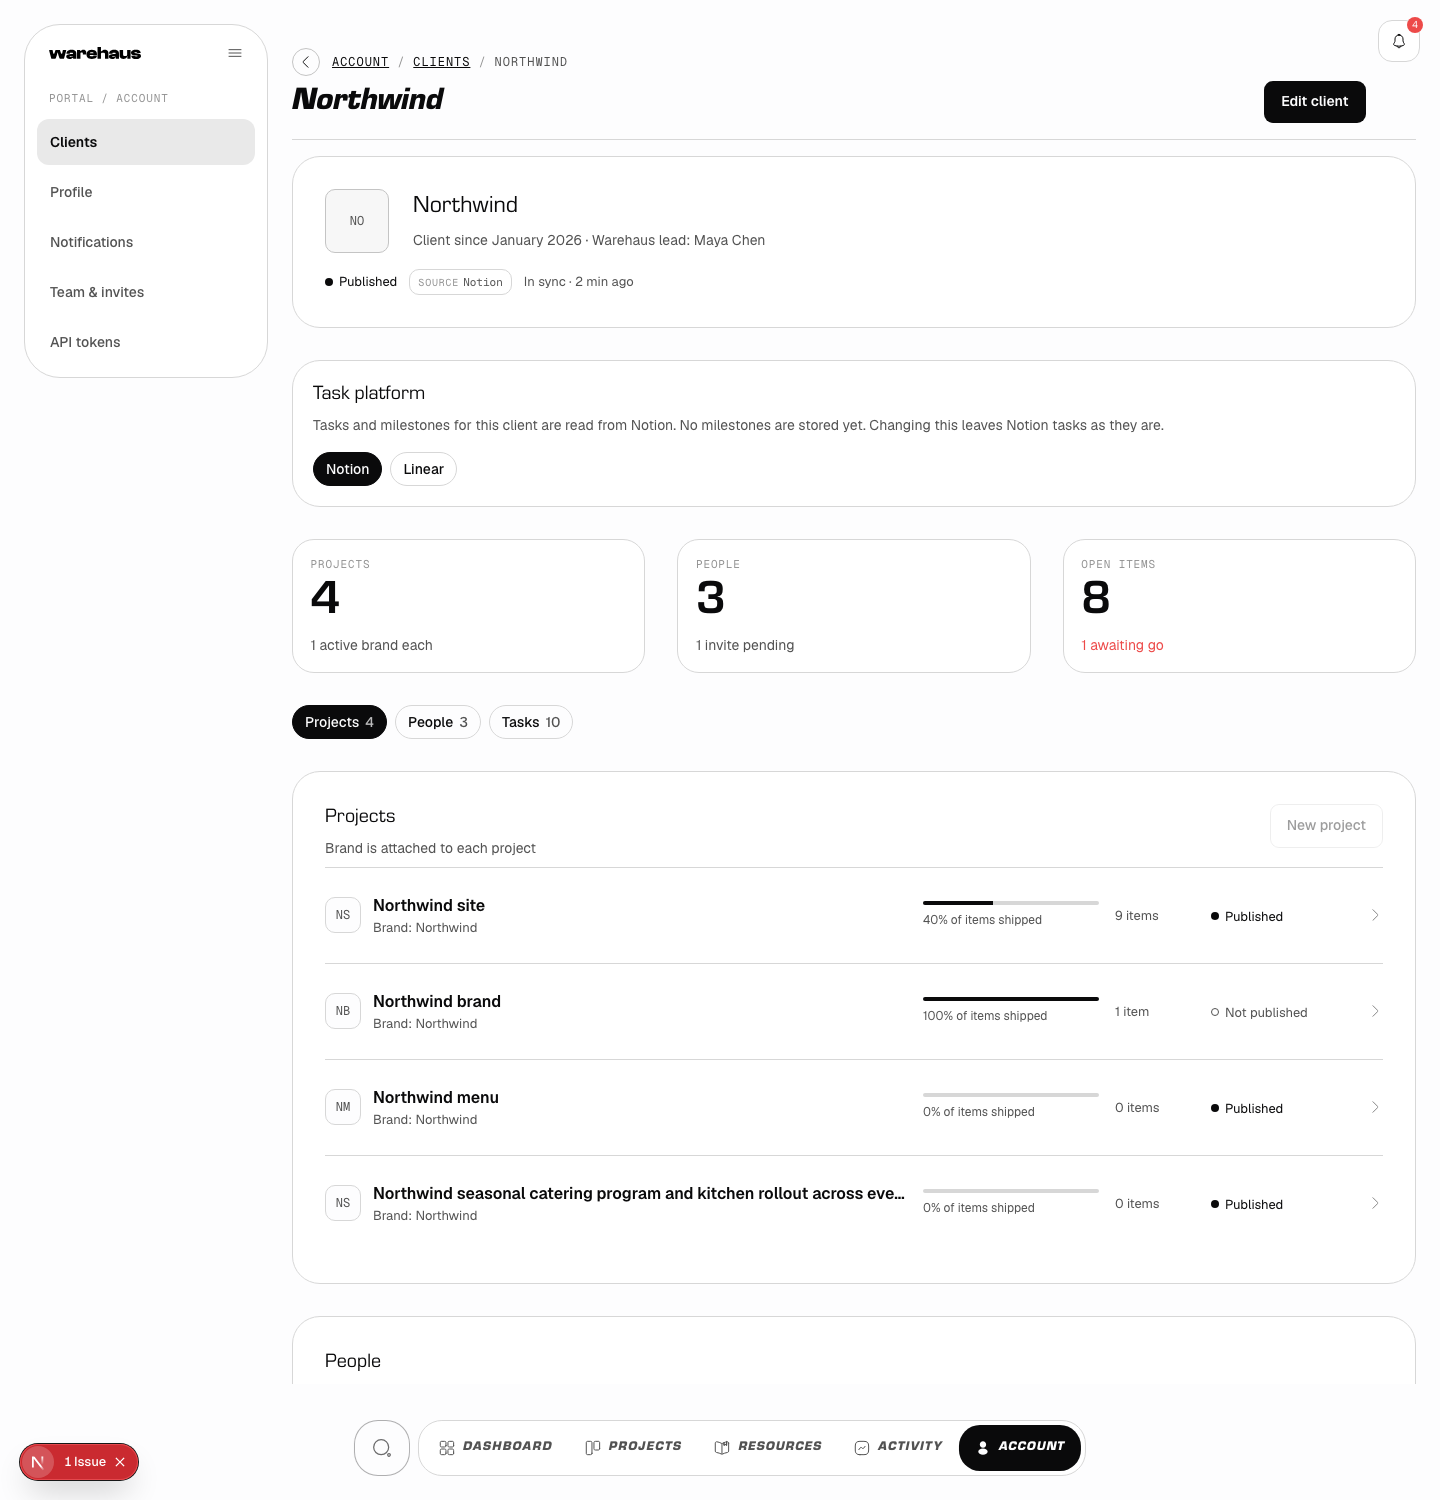 warehaus
PORTAL / ACCOUNT
Clients
Profile
Notifications
Team & invites
API tokens
4
ACCOUNT / CLIENTS / NORTHWIND
Northwind
Edit client
NO
Northwind
Client since January 2026 · Warehaus lead: Maya Chen
Published
SOURCE Notion
In sync · 2 min ago
Task platform
Tasks and milestones for this client are read from Notion. No milestones are stored yet. Changing this leaves Notion tasks as they are.
Notion
Linear
PROJECTS
4
1 active brand each
PEOPLE
3
1 invite pending
OPEN ITEMS
8
1 awaiting go
Projects 4
People 3
Tasks 10
Projects
Brand is attached to each project
New project
NS
Northwind site
Brand: Northwind
40% of items shipped
9 items
Published
NB
Northwind brand
Brand: Northwind
100% of items shipped
1 item
Not published
NM
Northwind menu
Brand: Northwind
0% of items shipped
0 items
Published
NS
Northwind seasonal catering program and kitchen rollout across eve...
Brand: Northwind
0% of items shipped
0 items
Published
People
DASHBOARD
PROJECTS
RESOURCES
ACTIVITY
ACCOUNT
N
1 Issue